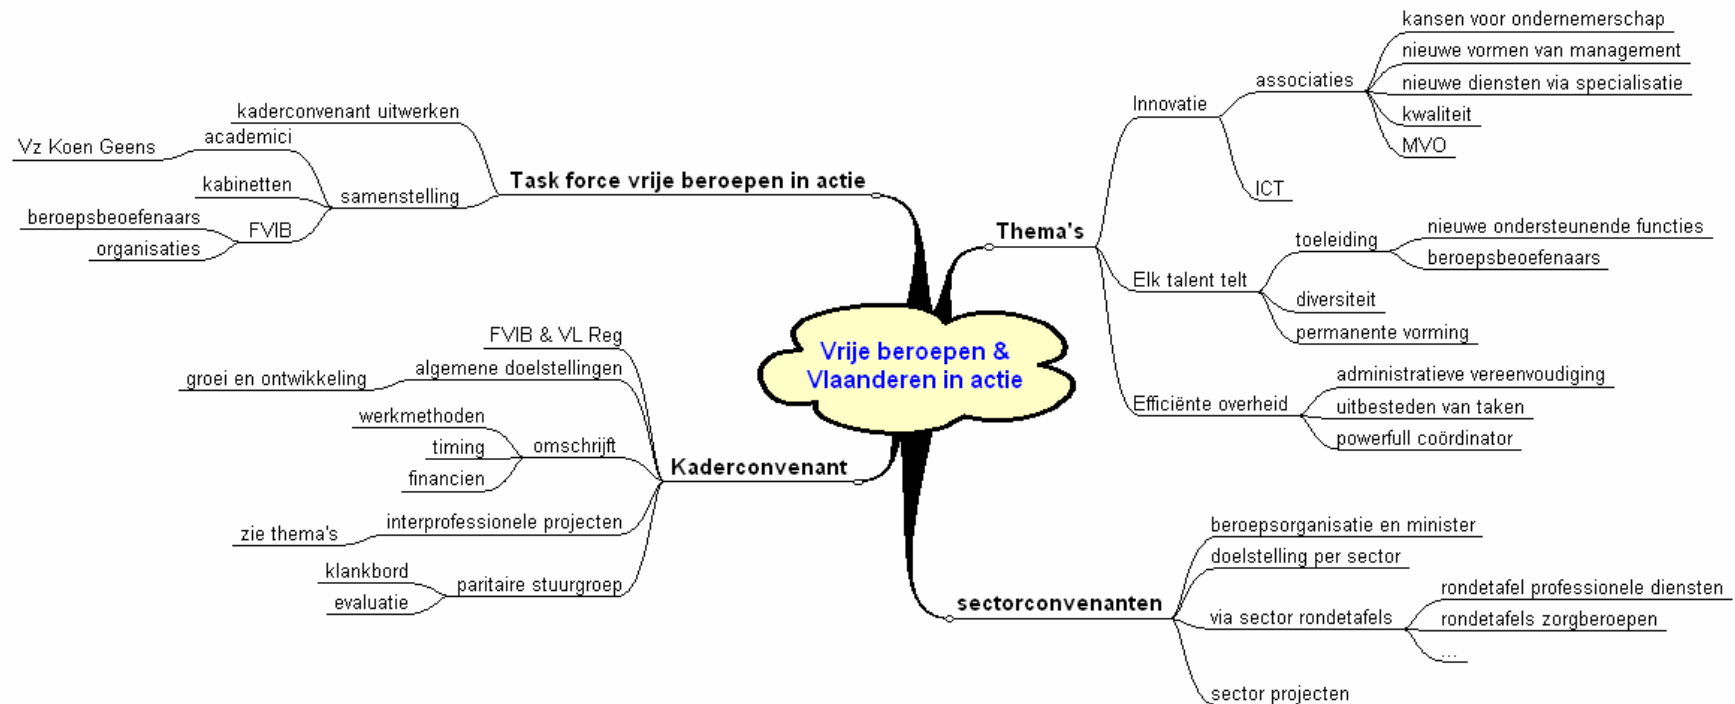 Vrije beroepen &
Vlaanderen in actie
Task force vrije beroepen in actie
kaderconvenant uitwerken
samenstelling
academici
Vz Koen Geens
kabinetten
FVIB
beroepsbeoefenaars
organisaties
Kaderconvenant
FVIB & VL Reg
algemene doelstellingen
groei en ontwikkeling
omschrijft
werkmethoden
timing
financien
interprofessionele projecten
zie thema's
paritaire stuurgroep
klankbord
evaluatie
Thema's
Innovatie
associaties
kansen voor ondernemerschap
nieuwe vormen van management
nieuwe diensten via specialisatie
kwaliteit
MVO
ICT
Elk talent telt
toeleiding
nieuwe ondersteunende functies
beroepsbeoefenaars
diversiteit
permanente vorming
Efficiënte overheid
administratieve vereenvoudiging
uitbesteden van taken
powerfull coördinator
sectorconvenanten
beroepsorganisatie en minister
doelstelling per sector
via sector rondetafels
rondetafel professionele diensten
rondetafels zorgberoepen
...
sector projecten